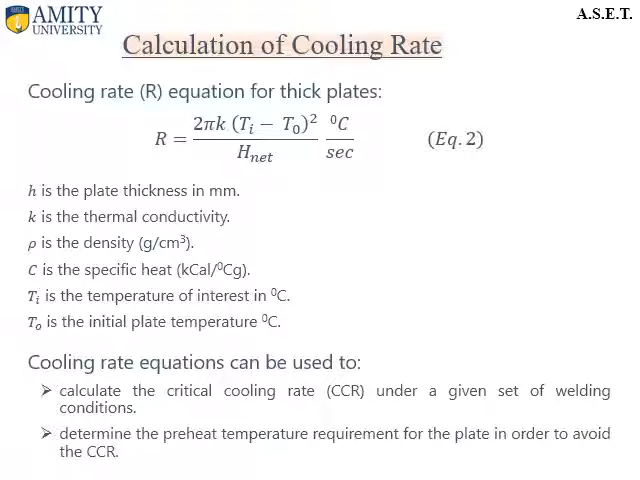 AMITY
UNIVERSITY
A.S.E.T.
Calculation of Cooling Rate
Cooling rate (R) equation for thick plates:
R = 2πk (Tᵢ − T₀)² / Hₙₑₜ ⁰C / sec (Eq. 2)
h is the plate thickness in mm.
k is the thermal conductivity.
ρ is the density (g/cm³).
C is the specific heat (kCal/⁰Cg).
Tᵢ is the temperature of interest in ⁰C.
Tₒ is the initial plate temperature ⁰C.
Cooling rate equations can be used to:
➤ calculate the critical cooling rate (CCR) under a given set of welding
conditions.
➤ determine the preheat temperature requirement for the plate in order to avoid
the CCR.